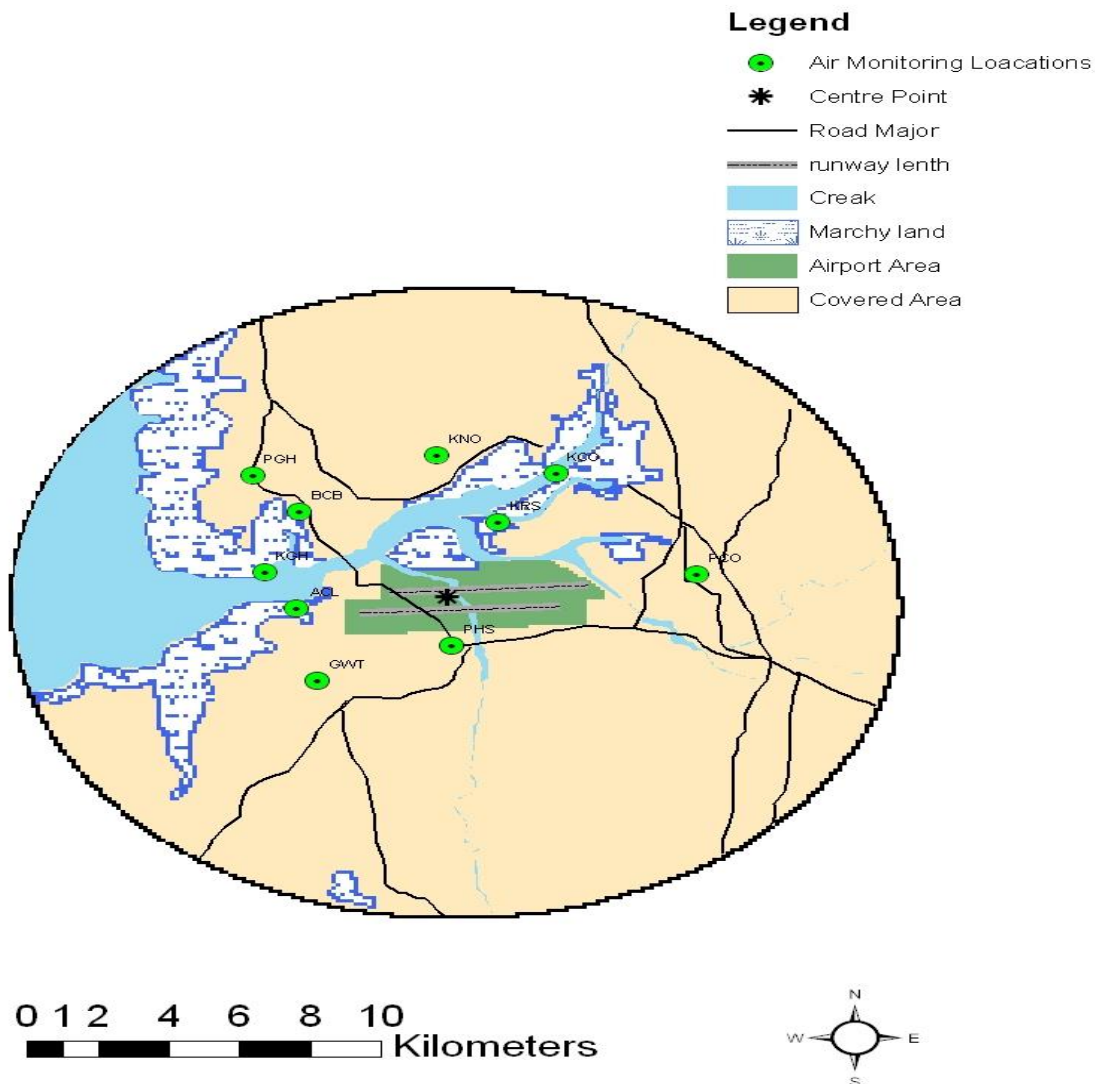 Legend
Air Monitoring Loacations
Centre Point
Road Major
runway lenth
Creak
Marchy land
Airport Area
Covered Area
KNO
PGH
KCO
BCB
KRS
KGH
PCO
ACL
PHS
GWT
0 1 2 4 6 8 10
Kilometers
N
W E
S